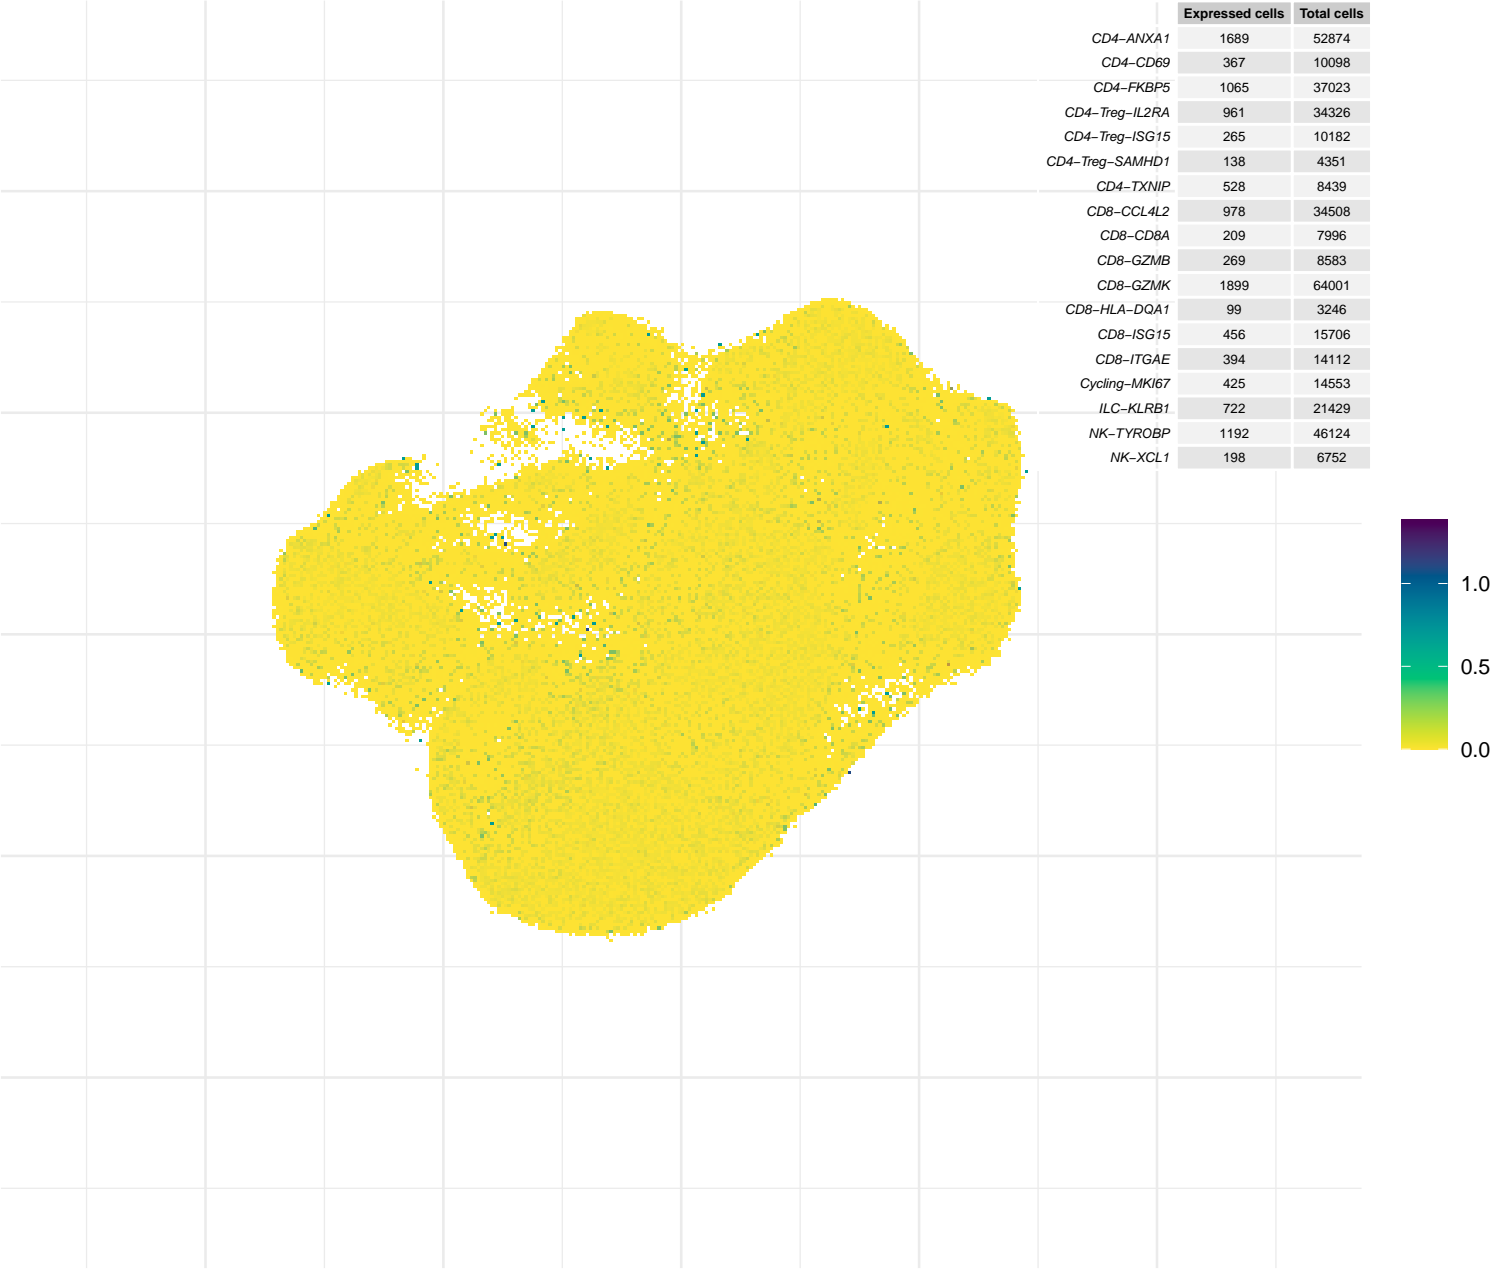 Expressed cells Total cells
CD4−ANXA1 1689 52874
CD4−CD69 367 10098
CD4−FKBP5 1065 37023
CD4−Treg−IL2RA 961 34326
CD4−Treg−ISG15 265 10182
CD4−Treg−SAMHD1 138 4351
CD4−TXNIP 528 8439
CD8−CCL4L2 978 34508
CD8−CD8A 209 7996
CD8−GZMB 269 8583
CD8−GZMK 1899 64001
CD8−HLA−DQA1 99 3246
CD8−ISG15 456 15706
CD8−ITGAE 394 14112
Cycling−MKI67 425 14553
ILC−KLRB1 722 21429
NK−TYROBP 1192 46124
NK−XCL1 198 6752
1.0
0.5
0.0